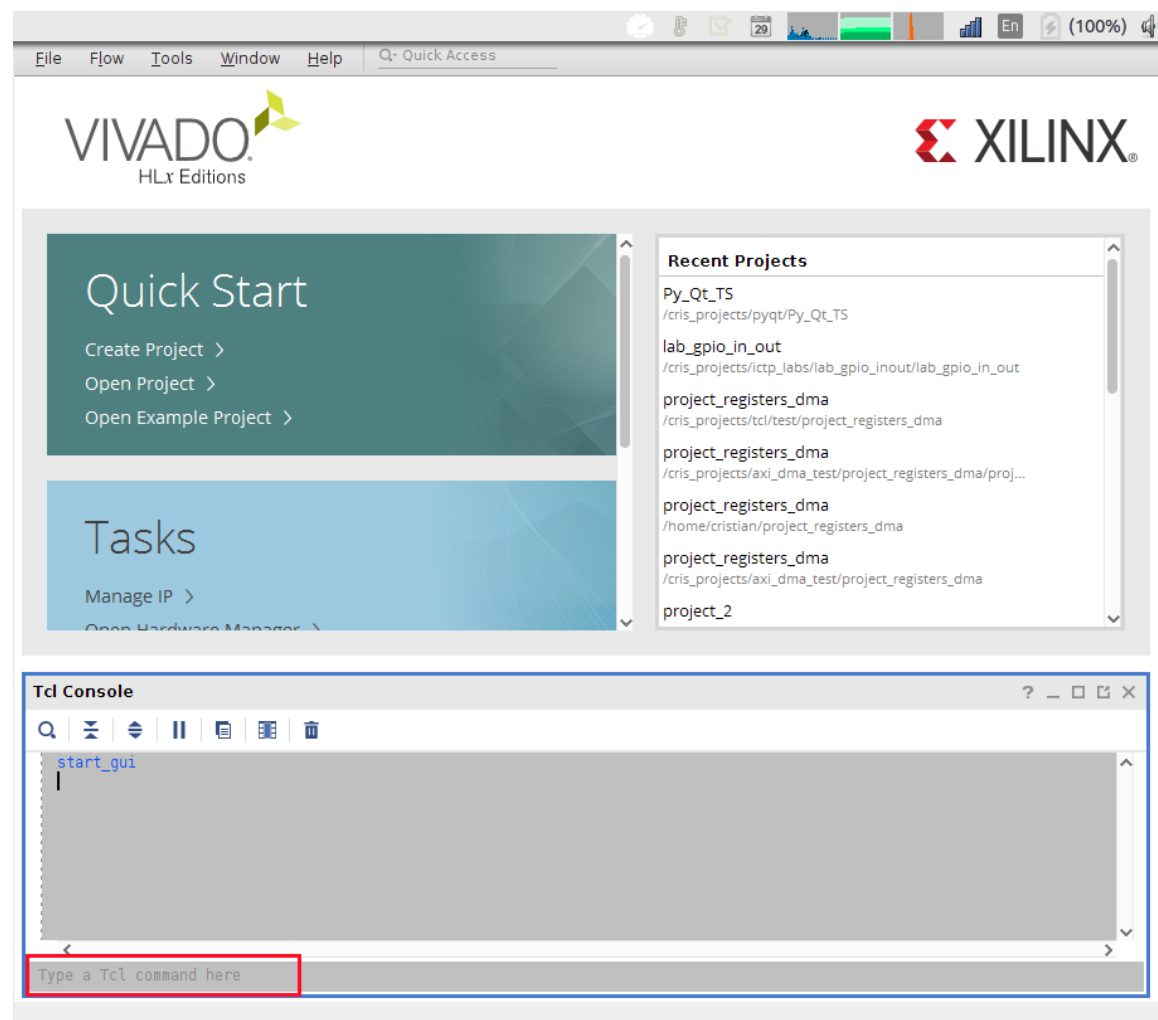 29
En
(100%)
File Flow Tools Window Help Q- Quick Access
VIVADO.
HLx Editions
XILINX®
Quick Start
Create Project >
Open Project >
Open Example Project >
Tasks
Manage IP >
Open Hardware Manager >
Recent Projects
Py_Qt_TS
/cris_projects/pyqt/Py_Qt_TS
lab_gpio_in_out
/cris_projects/ictp_labs/lab_gpio_inout/lab_gpio_in_out
project_registers_dma
/cris_projects/tcl/test/project_registers_dma
project_registers_dma
/cris_projects/axi_dma_test/project_registers_dma/proj...
project_registers_dma
/home/cristian/project_registers_dma
project_registers_dma
/cris_projects/axi_dma_test/project_registers_dma
project_2
Tcl Console
?
start_gui
Type a Tcl command here